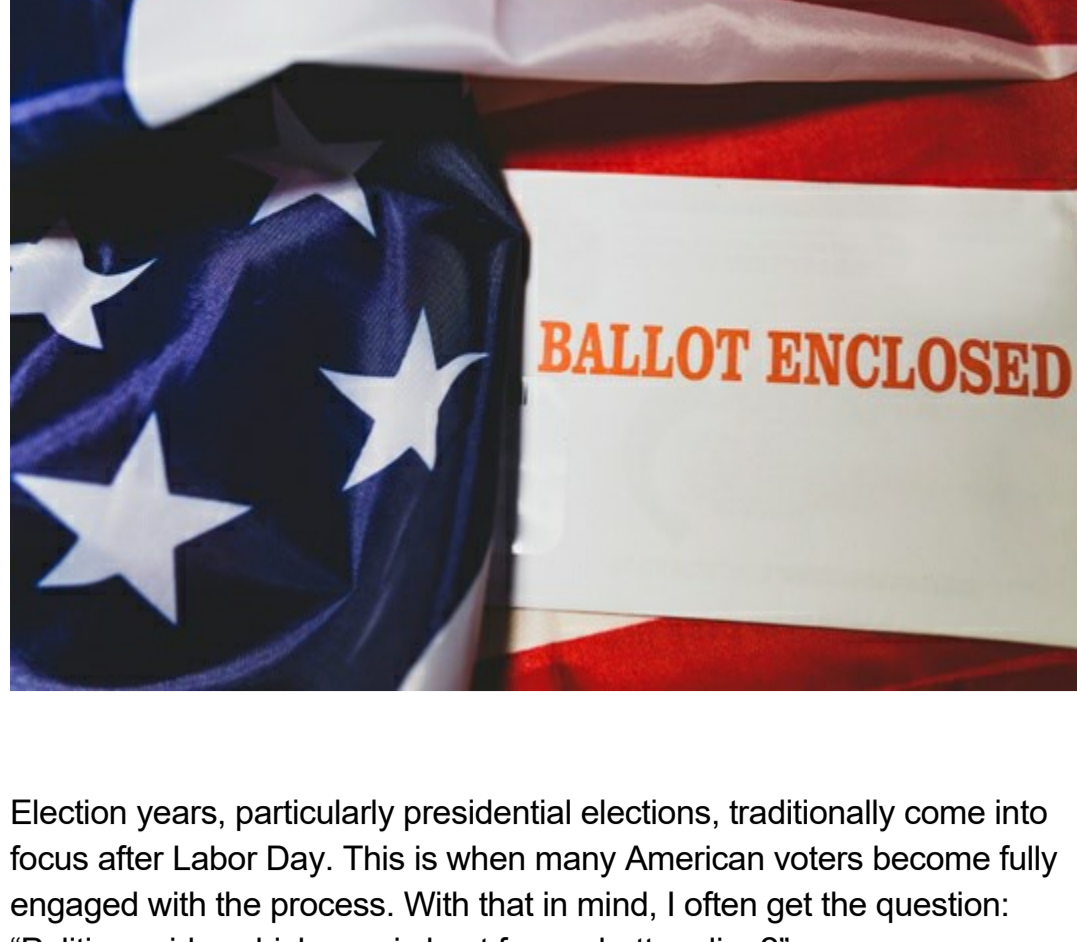 BALLOT ENCLOSED
Election years, particularly presidential elections, traditionally come into
focus after Labor Day. This is when many American voters become fully
engaged with the process. With that in mind, I often get the question: